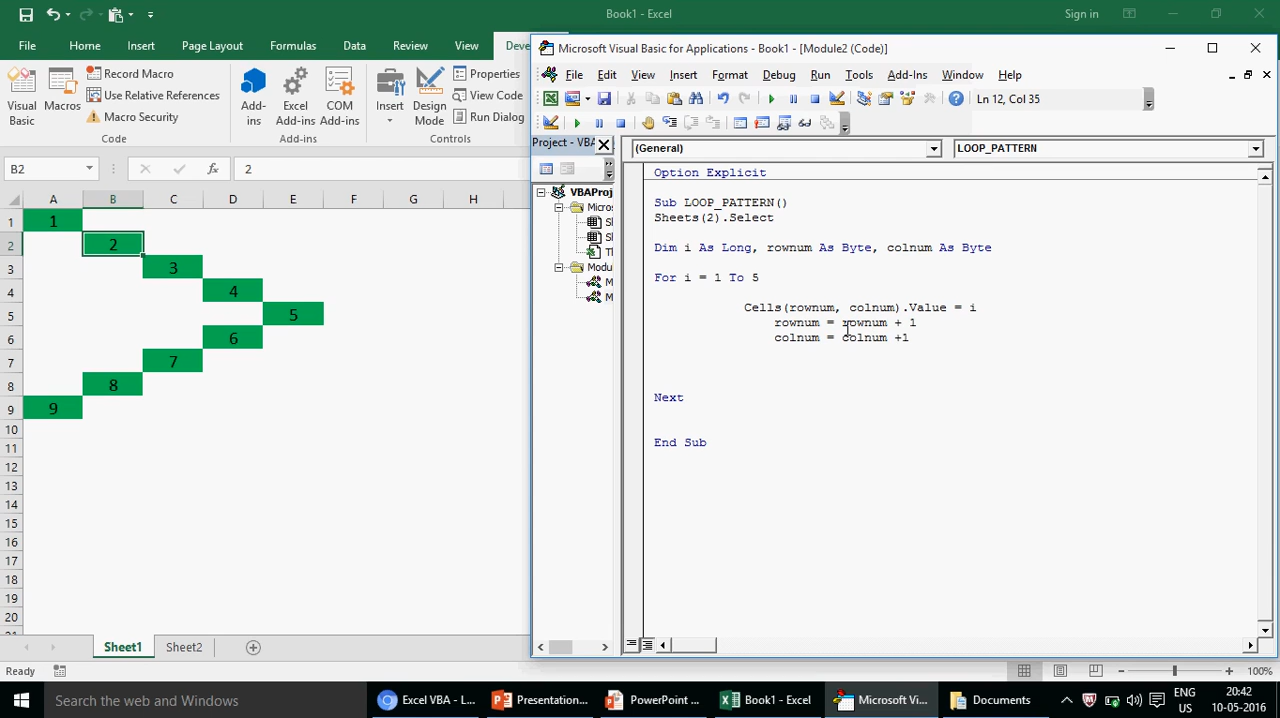 Book1 - Excel
Sign in
File Home Insert Page Layout Formulas Data Review View Deve
Visual Basic
Macros
Record Macro
Use Relative References
Macro Security
Code
Add-ins
Excel Add-ins
COM Add-ins
Add-ins
Insert
Design Mode
Properties
View Code
Run Dialog
Controls
B2
fx 2
A B C D E F G H
1 1
2 2
3 3
4 4
5 5
6 6
7 7
8 8
9 9
10
11
12
13
14
15
16
17
18
19
20
Sheet1 Sheet2
Ready
100%
Microsoft Visual Basic for Applications - Book1 - [Module2 (Code)]
File Edit View Insert Format Debug Run Tools Add-Ins Window Help
Ln 12, Col 35
Project - VBA
VBAProj
Micros
Sh
Sh
Th
Modu
M
M
(General) LOOP_PATTERN
Option Explicit
Sub LOOP_PATTERN()
Sheets(2).Select
Dim i As Long, rownum As Byte, colnum As Byte
For i = 1 To 5
Cells(rownum, colnum).Value = i
rownum = rownum + 1
colnum = colnum +1
Next
End Sub
Search the web and Windows
Excel VBA - L...
Presentation...
PowerPoint ...
Book1 - Excel
Microsoft Vi...
Documents
ENG
US
20:42
10-05-2016